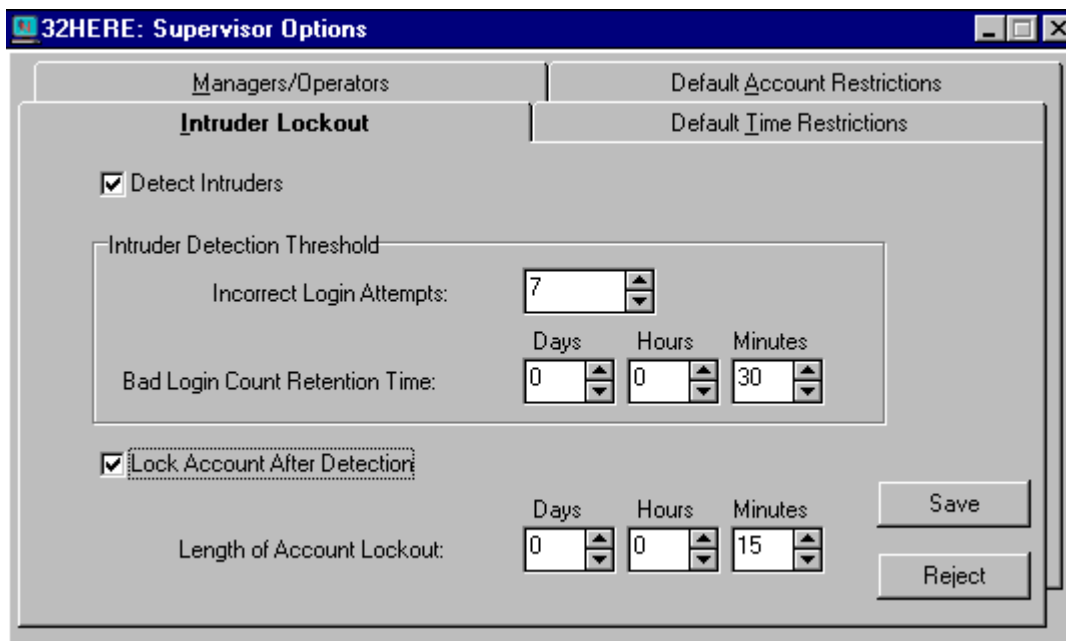 32HERE: Supervisor Options
Managers/Operators
Default Account Restrictions
Intruder Lockout
Default Time Restrictions
Detect Intruders
Intruder Detection Threshold
Incorrect Login Attempts: 7
Days Hours Minutes
Bad Login Count Retention Time: 0 0 30
Lock Account After Detection
Days Hours Minutes
Length of Account Lockout: 0 0 15
Save
Reject